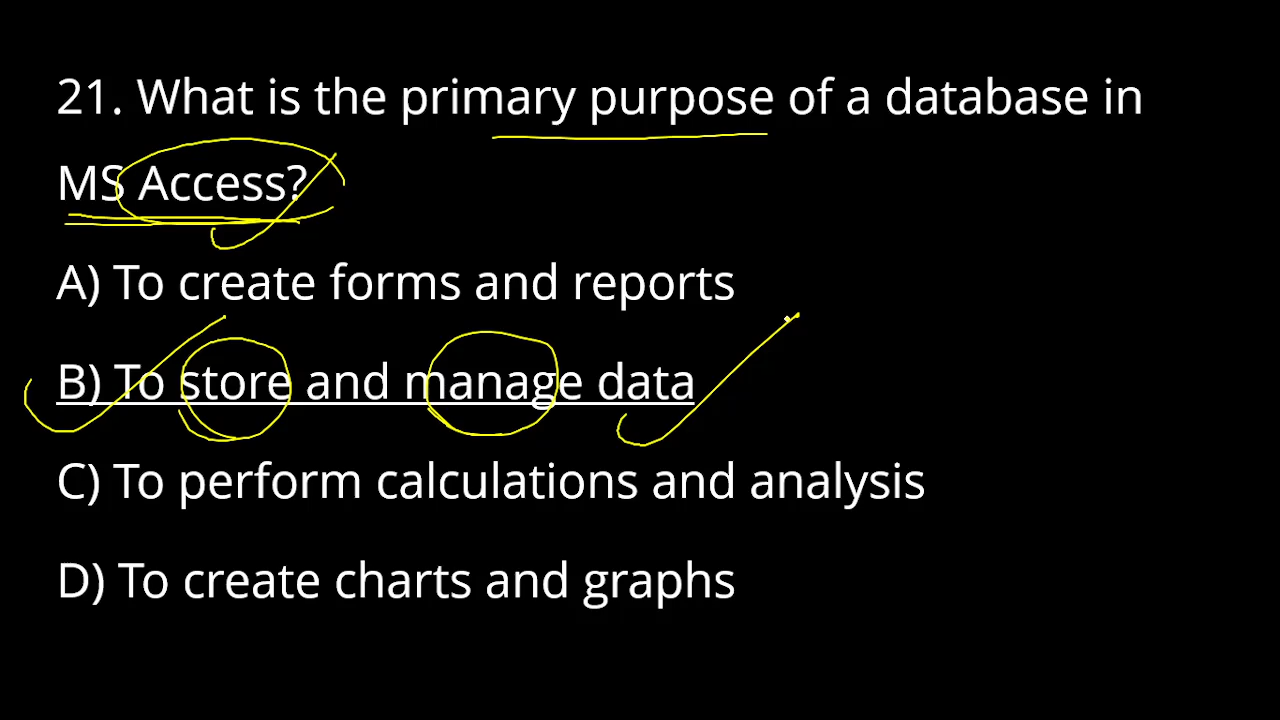 21. What is the primary purpose of a database in
MS Access?
A) To create forms and reports
B) To store and manage data
C) To perform calculations and analysis
D) To create charts and graphs